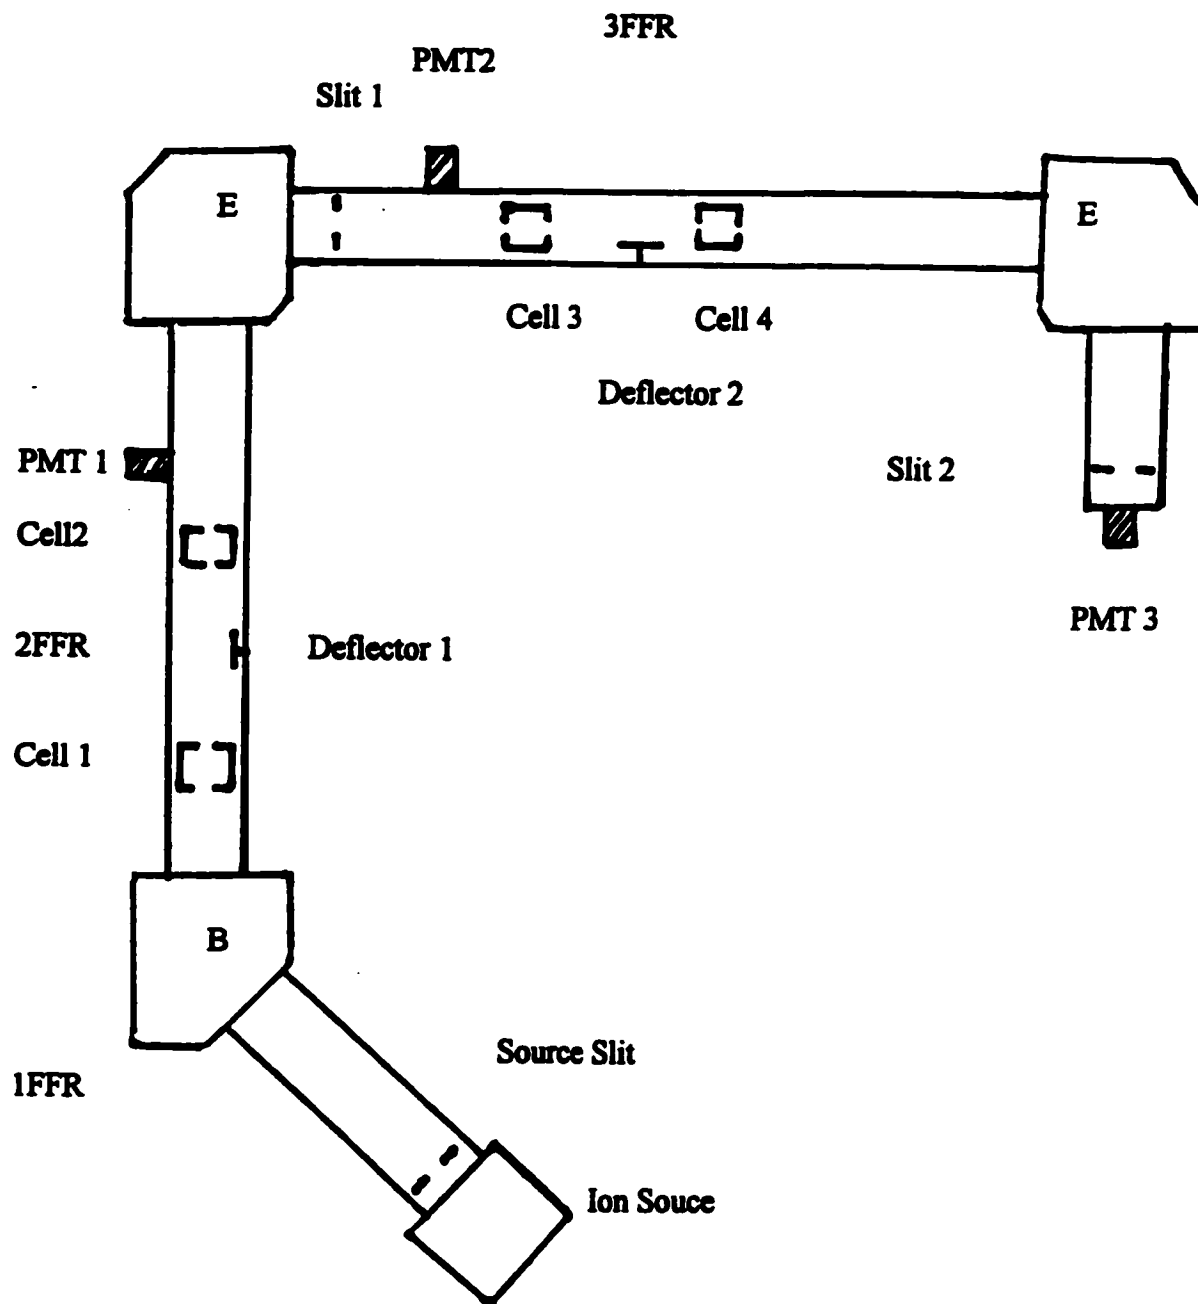 3FFR
PMT2
Slit 1
E
E
Cell 3
Cell 4
Deflector 2
PMT 1
Slit 2
Cell2
PMT 3
2FFR
Deflector 1
Cell 1
B
Source Slit
1FFR
Ion Souce